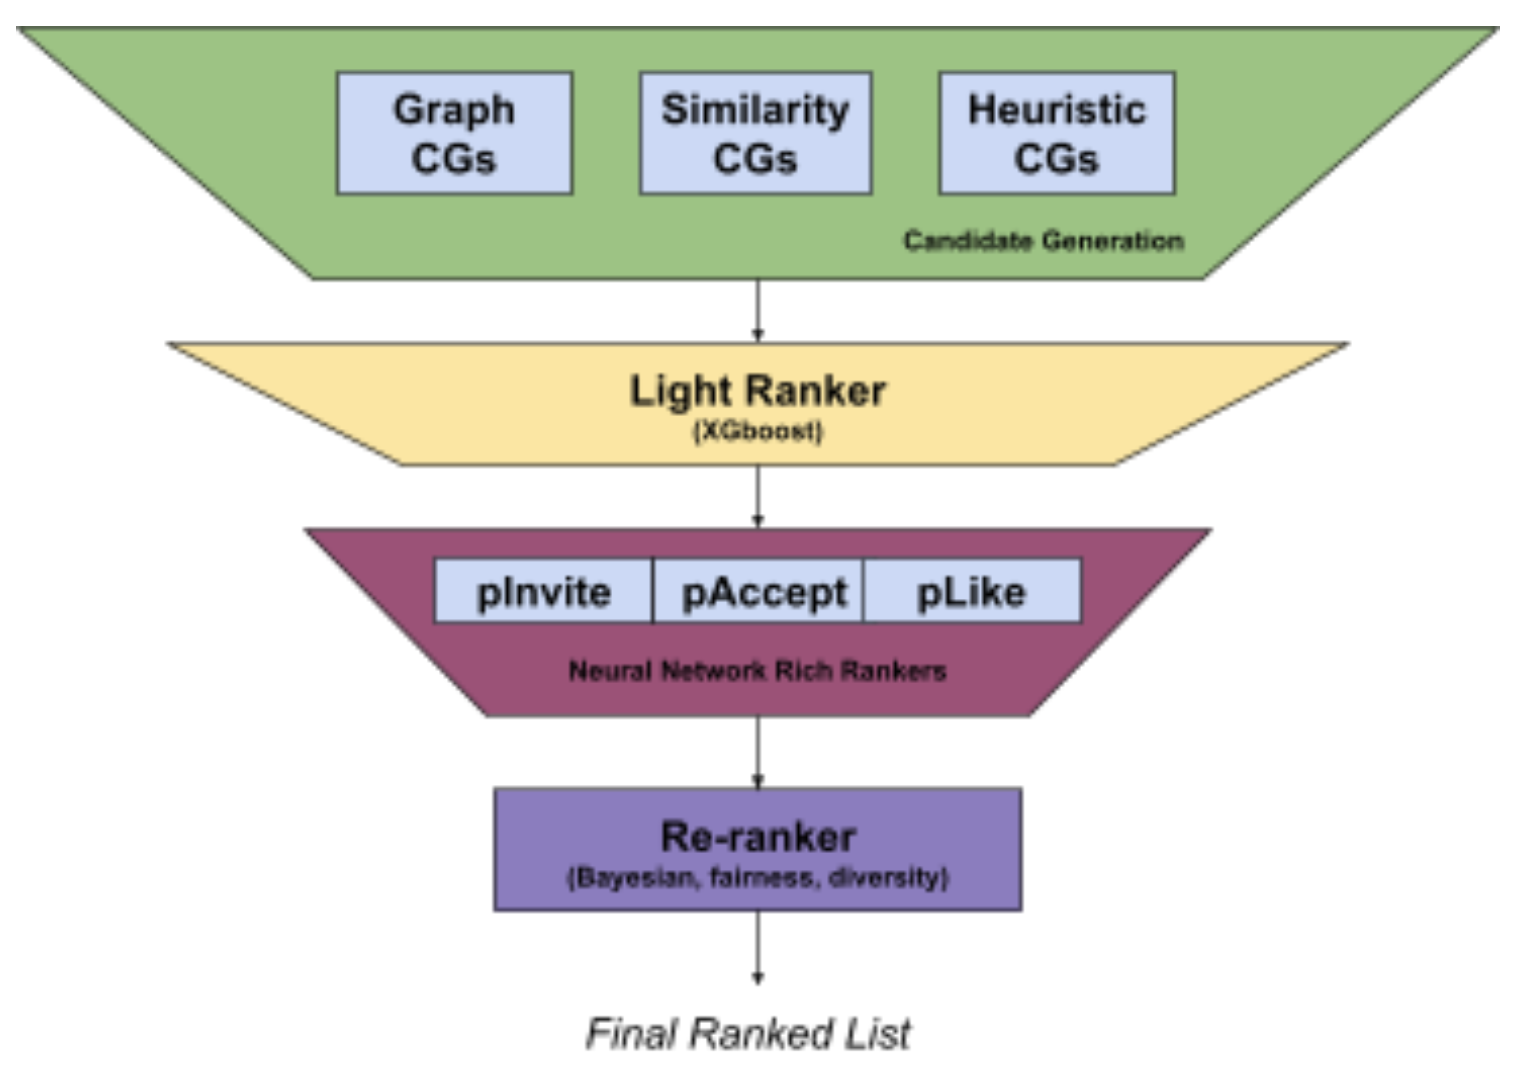 Graph
CGs
Similarity
CGs
Heuristic
CGs
Candidate Generation
Light Ranker
(XGboost)
pInvite
pAccept
pLike
Neural Network Rich Rankers
Re-ranker
(Bayesian, fairness, diversity)
Final Ranked List